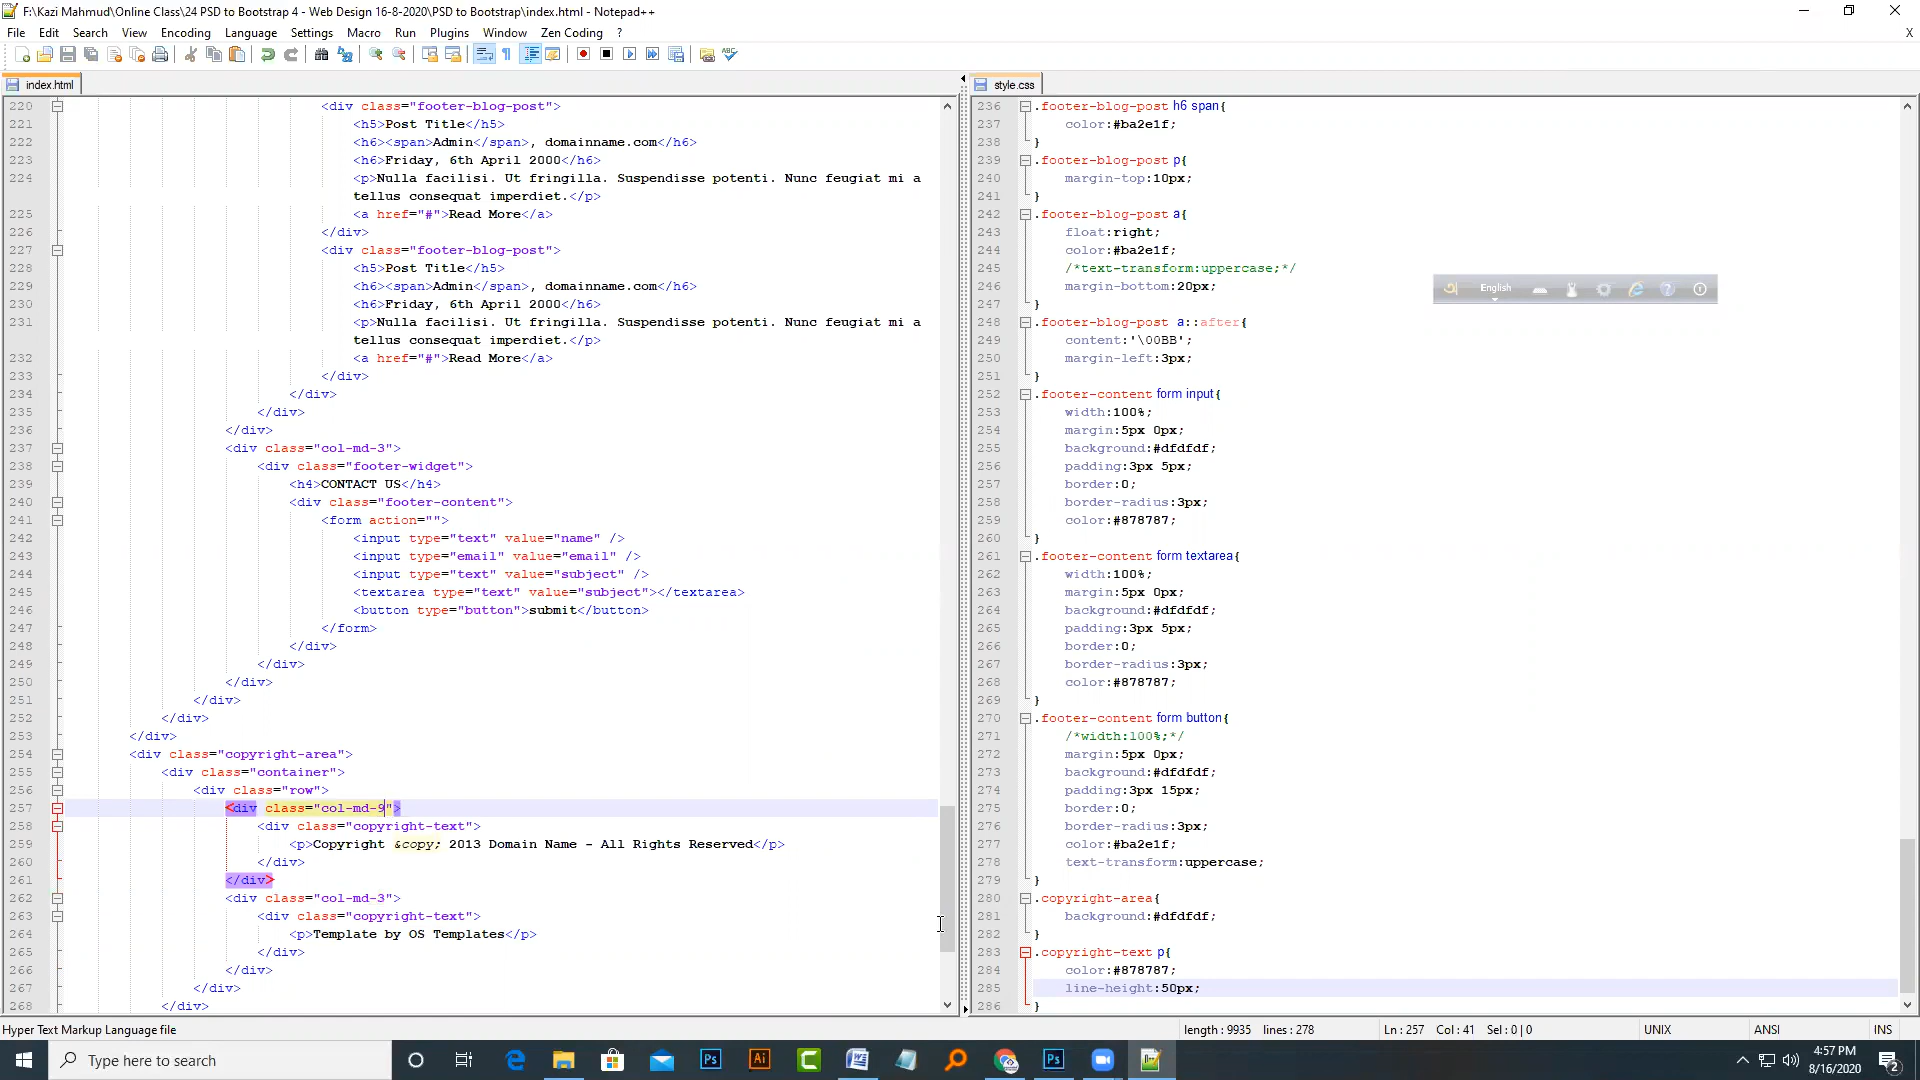 F:\Kazi Mahmud\Online Class\24 PSD to Bootstrap 4 - Web Design 16-8-2020\PSD to Bootstrap\index.html - Notepad++
File Edit Search View Encoding Language Settings Macro Run Plugins Window Zen Coding ? X
index.html
220 <div class="footer-blog-post">
221 <h5>Post Title</h5>
222 <h6><span>Admin</span>, domainname.com</h6>
223 <h6>Friday, 6th April 2000</h6>
224 <p>Nulla facilisi. Ut fringilla. Suspendisse potenti. Nunc feugiat mi a
tellus consequat imperdiet.</p>
225 <a href="#">Read More</a>
226 </div>
227 <div class="footer-blog-post">
228 <h5>Post Title</h5>
229 <h6><span>Admin</span>, domainname.com</h6>
230 <h6>Friday, 6th April 2000</h6>
231 <p>Nulla facilisi. Ut fringilla. Suspendisse potenti. Nunc feugiat mi a
tellus consequat imperdiet.</p>
232 <a href="#">Read More</a>
233 </div>
234 </div>
235 </div>
236 </div>
237 <div class="col-md-3">
238 <div class="footer-widget">
239 <h4>CONTACT US</h4>
240 <div class="footer-content">
241 <form action="">
242 <input type="text" value="name" />
243 <input type="email" value="email" />
244 <input type="text" value="subject" />
245 <textarea type="text" value="subject"></textarea>
246 <button type="button">submit</button>
247 </form>
248 </div>
249 </div>
250 </div>
251 </div>
252 </div>
253 </div>
254 <div class="copyright-area">
255 <div class="container">
256 <div class="row">
257 <div class="col-md-9">
258 <div class="copyright-text">
259 <p>Copyright &copy; 2013 Domain Name - All Rights Reserved</p>
260 </div>
261 </div>
262 <div class="col-md-3">
263 <div class="copyright-text">
264 <p>Template by OS Templates</p>
265 </div>
266 </div>
267 </div>
268 </div>
style.css
236 .footer-blog-post h6 span{
237 color:#ba2e1f;
238 }
239 .footer-blog-post p{
240 margin-top:10px;
241 }
242 .footer-blog-post a{
243 float:right;
244 color:#ba2e1f;
245 /*text-transform:uppercase;*/
246 margin-bottom:20px;
247 }
248 .footer-blog-post a::after{
249 content:'\00BB';
250 margin-left:3px;
251 }
252 .footer-content form input{
253 width:100%;
254 margin:5px 0px;
255 background:#dfdfdf;
256 padding:3px 5px;
257 border:0;
258 border-radius:3px;
259 color:#878787;
260 }
261 .footer-content form textarea{
262 width:100%;
263 margin:5px 0px;
264 background:#dfdfdf;
265 padding:3px 5px;
266 border:0;
267 border-radius:3px;
268 color:#878787;
269 }
270 .footer-content form button{
271 /*width:100%;*/
272 margin:5px 0px;
273 background:#dfdfdf;
274 padding:3px 15px;
275 border:0;
276 border-radius:3px;
277 color:#ba2e1f;
278 text-transform:uppercase;
279 }
280 .copyright-area{
281 background:#dfdfdf;
282 }
283 .copyright-text p{
284 color:#878787;
285 line-height:50px;
286 }
English
Hyper Text Markup Language file length : 9935 lines : 278 Ln : 257 Col : 41 Sel : 0 | 0 UNIX ANSI INS
Type here to search
4:57 PM
8/16/2020
2